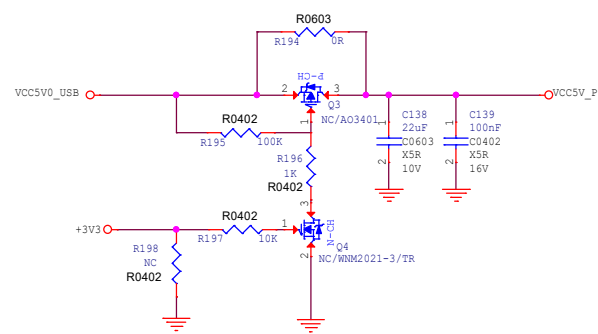 R0603
R194 0R
P-CH
VCC5V0_USB
2
3
VCC5V_P
Q3
NC/AO3401
1
R0402
R195 100K
C138
22uF
C0603
X5R
10V
1
2
C139
100nF
C0402
X5R
16V
1
2
R196
1K
R0402
3
+3V3
R0402
R197 10K
1
N-CH
Q4
NC/WNM2021-3/TR
2
R198
NC
R0402